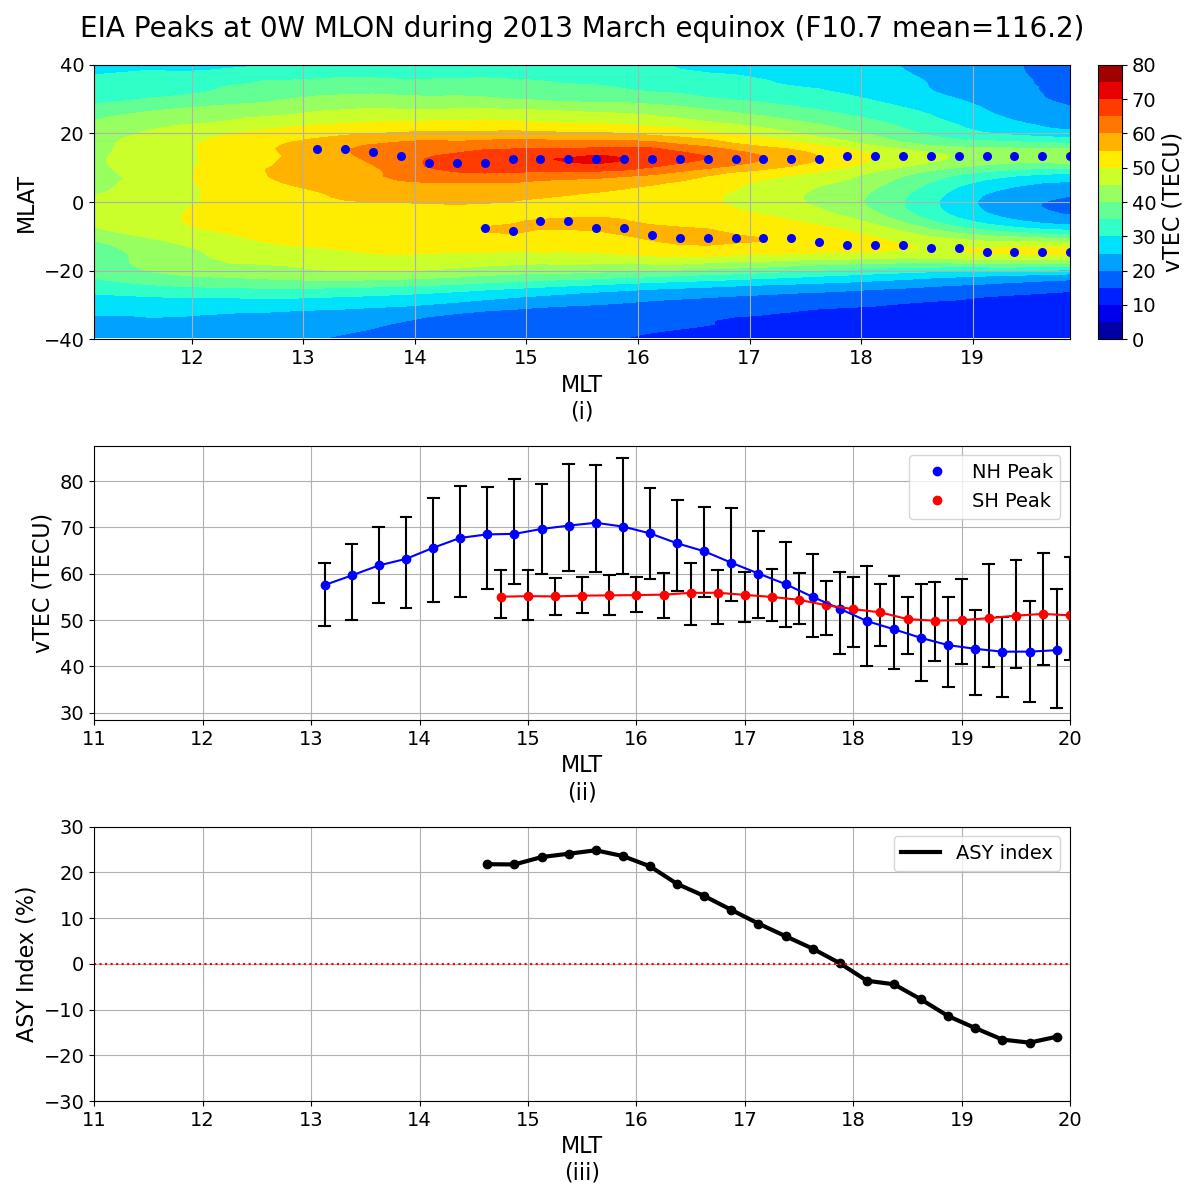 EIA Peaks at 0W MLON during 2013 March equinox (F10.7 mean=116.2)
40
20
0
−20
−40
MLAT
12 13 14 15 16 17 18 19
MLT
(i)
80
70
60
50
40
30
20
10
0
vTEC (TECU)
80
70
60
50
40
30
vTEC (TECU)
NH Peak
SH Peak
11 12 13 14 15 16 17 18 19 20
MLT
(ii)
30
20
10
0
−10
−20
−30
ASY Index (%)
ASY index
11 12 13 14 15 16 17 18 19 20
MLT
(iii)